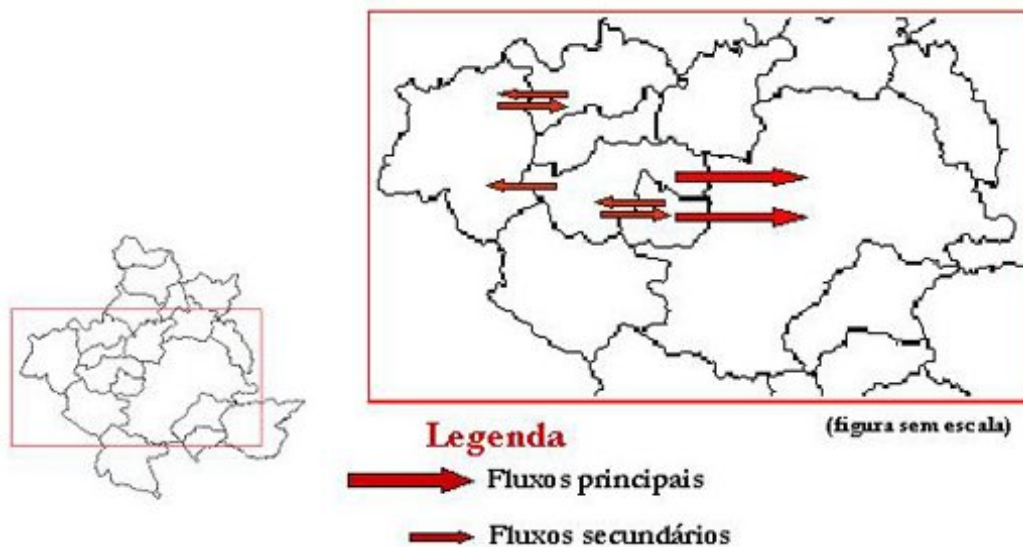 (figura sem escala)
Legenda
Fluxos principais
Fluxos secundários